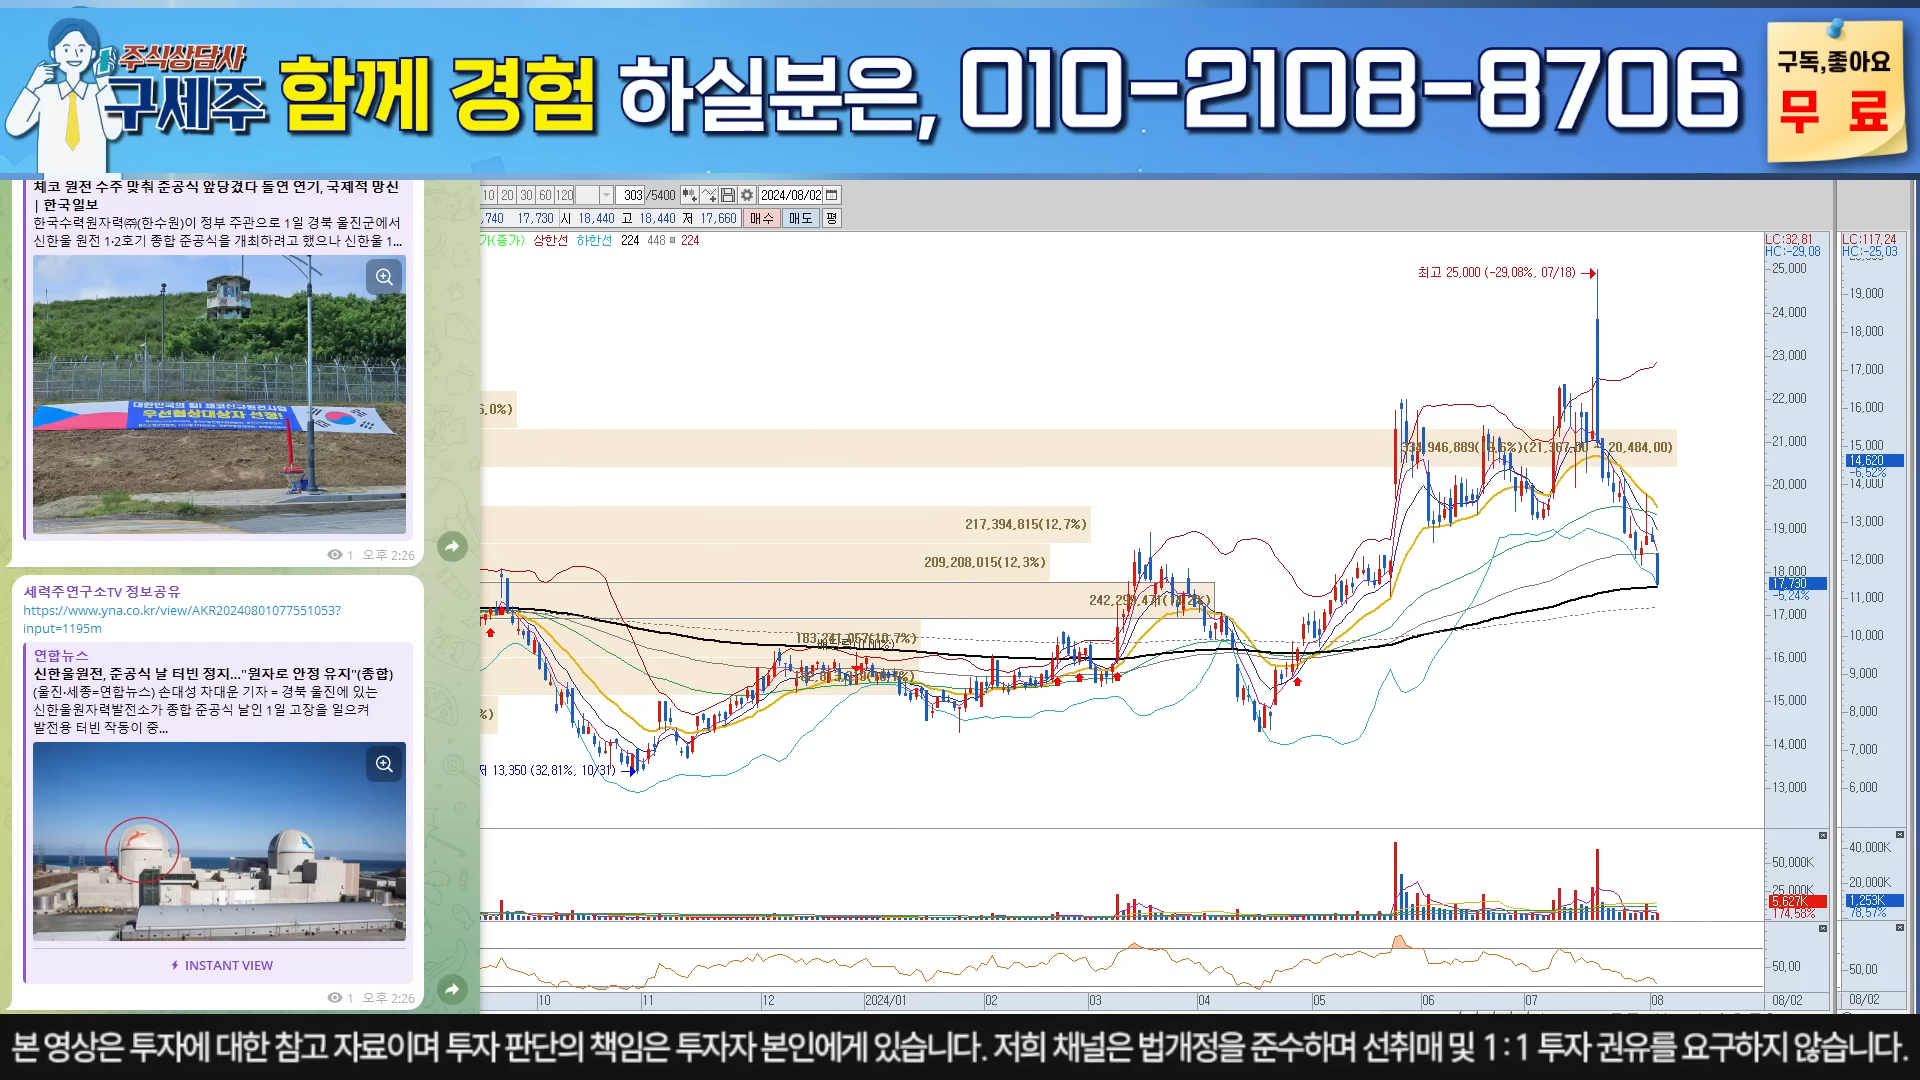 주식상담사
구세주
함께 경험 하실분은, 010-2108-8706
구독,좋아요
무 료
체코 원전 수주 맞춰 준공식 앞당겼다 돌연 연기, 국제적 망신
| 한국일보
한국수력원자력㈜(한수원)이 정부 주관으로 1일 경북 울진군에서
신한울 원전 1·2호기 종합 준공식을 개최하려고 했으나 신한울 1...
우선협상대상자 선정!
1 오후 2:26
세력주연구소TV 정보공유
https://www.yna.co.kr/view/AKR20240801077551053?
input=1195m
연합뉴스
신한울원전, 준공식 날 터빈 정지..."원자로 안정 유지"(종합)
(울진·세종=연합뉴스) 손대성 차대운 기자 = 경북 울진에 있는
신한울원자력발전소가 종합 준공식 날인 1일 고장을 일으켜
발전용 터빈 작동이 중...
INSTANT VIEW
1 오후 2:26
10 20 30 60 120 303 /5400 2024/08/02
,740 17,730 시 18,440 고 18,440 저 17,660 매수 매도 평
가(종가) 상한선 하한선 224 448 224
LC:32,81
HC:-29,08
최고 25,000 (-29,08%, 07/18)
25,000
24,000
23,000
22,000
21,000
20,000
19,000
18,000
17,730
-5,24%
17,000
16,000
15,000
14,000
13,000
217,394,815(12,7%)
209,208,015(12,3%)
13,350 (32,81%, 10/31)
50,000K
25,000K
5,627K
174,58%
50,00
10 11 12 2024/01 02 03 04 05 06 07 08 08/02
LC:117,24
HC:-25,03
19,000
18,000
17,000
16,000
15,000
14,620
-6,52%
14,000
13,000
12,000
11,000
10,000
9,000
8,000
7,000
6,000
40,000K
20,000K
1,253K
78,57%
50,00
08/02
본 영상은 투자에 대한 참고 자료이며 투자 판단의 책임은 투자자 본인에게 있습니다. 저희 채널은 법개정을 준수하며 선취매 및 1:1 투자 권유를 요구하지 않습니다.